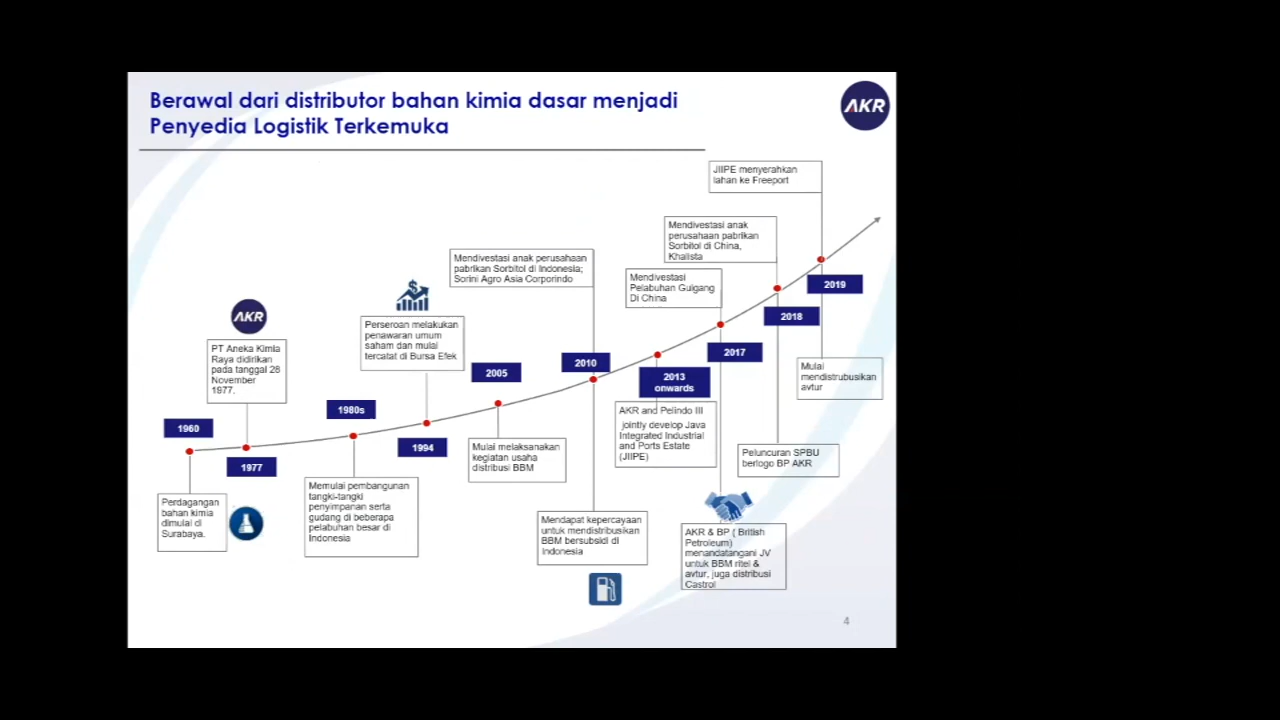 Berawal dari distributor bahan kimia dasar menjadi
Penyedia Logistik Terkemuka
AKR
1960
Perdagangan
bahan kimia
dimulai di
Surabaya.
AKR
PT Aneka Kimia
Raya didirikan
pada tanggal 28
November
1977.
1977
1980s
Memulai pembangunan
tangki-tangki
penyimpanan serta
gudang di beberapa
pelabuhan besar di
Indonesia
Perseroan melakukan
penawaran umum
saham dan mulai
tercatat di Bursa Efek
1994
2005
Mulai melaksanakan
kegiatan usaha
distribusi BBM
Mendivestasi anak perusahaan
pabrikan Sorbitol di Indonesia;
Sorini Agro Asia Corporindo
2010
Mendapat kepercayaan
untuk mendistribusikan
BBM bersubsidi di
Indonesia
2013
onwards
AKR and Pelindo III
jointly develop Java
Integrated Industrial
and Ports Estate
(JIIPE)
Mendivestasi
Pelabuhan Guigang
Di China
2017
AKR & BP ( British
Petroleum)
menandatangani JV
untuk BBM ritel &
avtur, juga distribusi
Castrol
Mendivestasi anak
perusahaan pabrikan
Sorbitol di China,
Khalista
2018
Peluncuran SPBU
berlogo BP AKR
JIIPE menyerahkan
lahan ke Freeport
2019
Mulai
mendistrubusikan
avtur
4